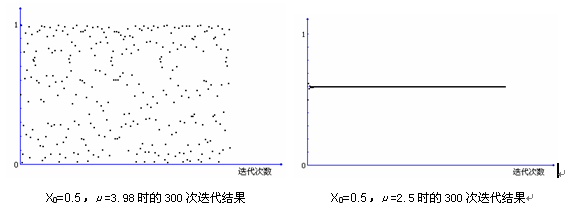 1
0
迭代次数
1
0
迭代次数
X₀=0.5，μ=3.98 时的 300 次迭代结果
X₀=0.5，μ=2.5 时的 300 次迭代结果